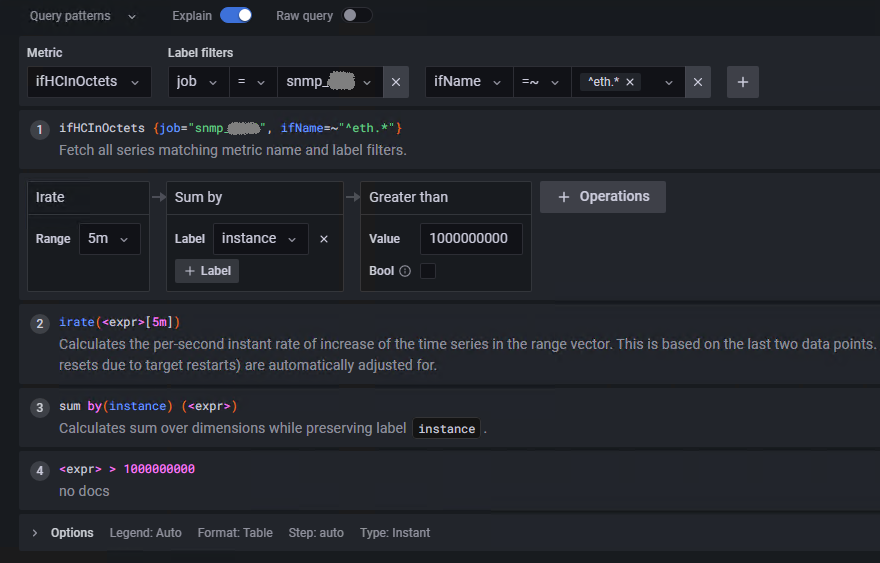 Query patterns Explain Raw query
Metric Label filters
ifHCInOctets job = snmp_ × ifName =~ ^eth.* × × +
1 ifHCInOctets {job="snmp_", ifName=~"^eth.*"}
Fetch all series matching metric name and label filters.
Irate Sum by Greater than + Operations
Range 5m Label instance × Value 1000000000
+ Label Bool
2 irate(<expr>[5m])
Calculates the per-second instant rate of increase of the time series in the range vector. This is based on the last two data points.
resets due to target restarts) are automatically adjusted for.
3 sum by(instance) (<expr>)
Calculates sum over dimensions while preserving label instance .
4 <expr> > 1000000000
no docs
Options Legend: Auto Format: Table Step: auto Type: Instant